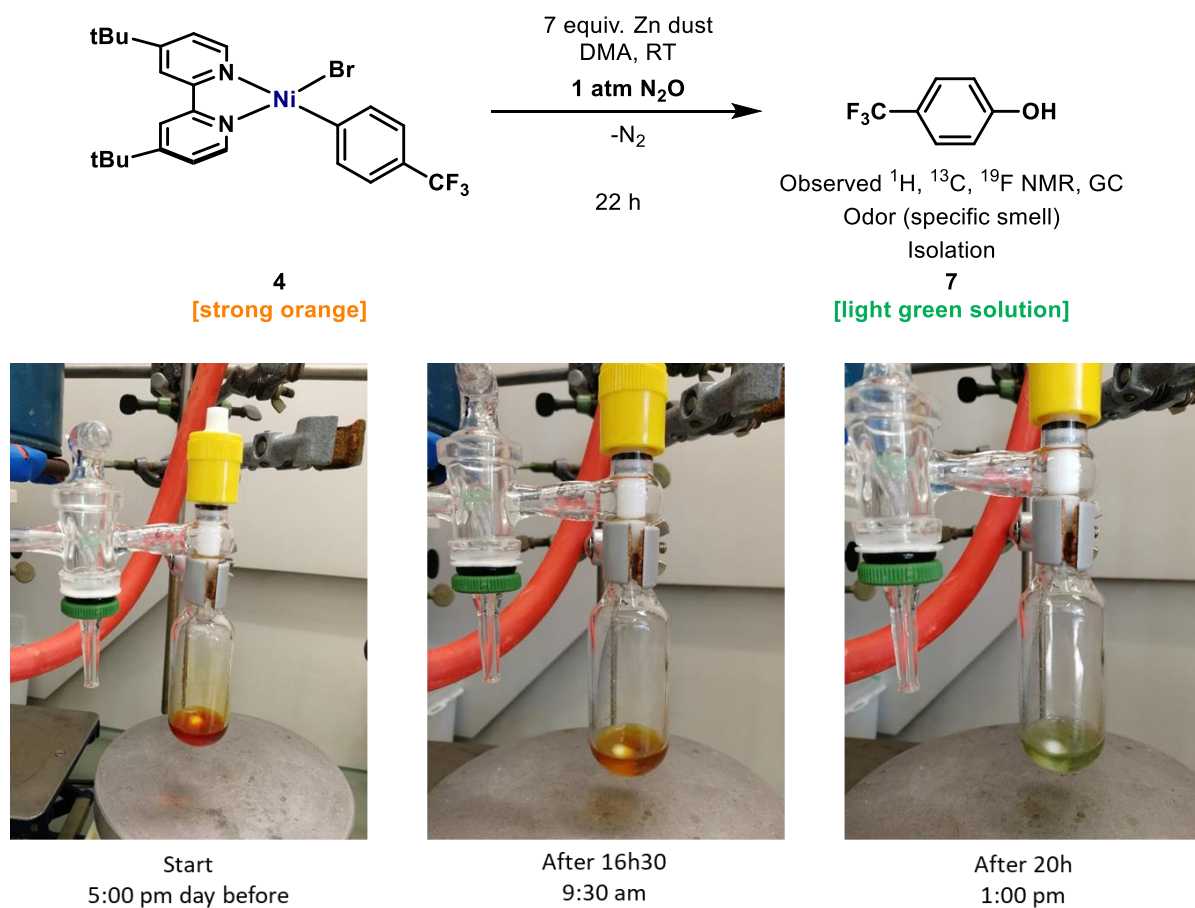 tBu
tBu
N
N
Ni
Br
CF₃
7 equiv. Zn dust
DMA, RT
1 atm N₂O
-N₂
22 h
F₃C
OH
Observed ¹H, ¹³C, ¹⁹F NMR, GC
Odor (specific smell)
Isolation
4
[strong orange]
7
[light green solution]
Start
5:00 pm day before
After 16h30
9:30 am
After 20h
1:00 pm